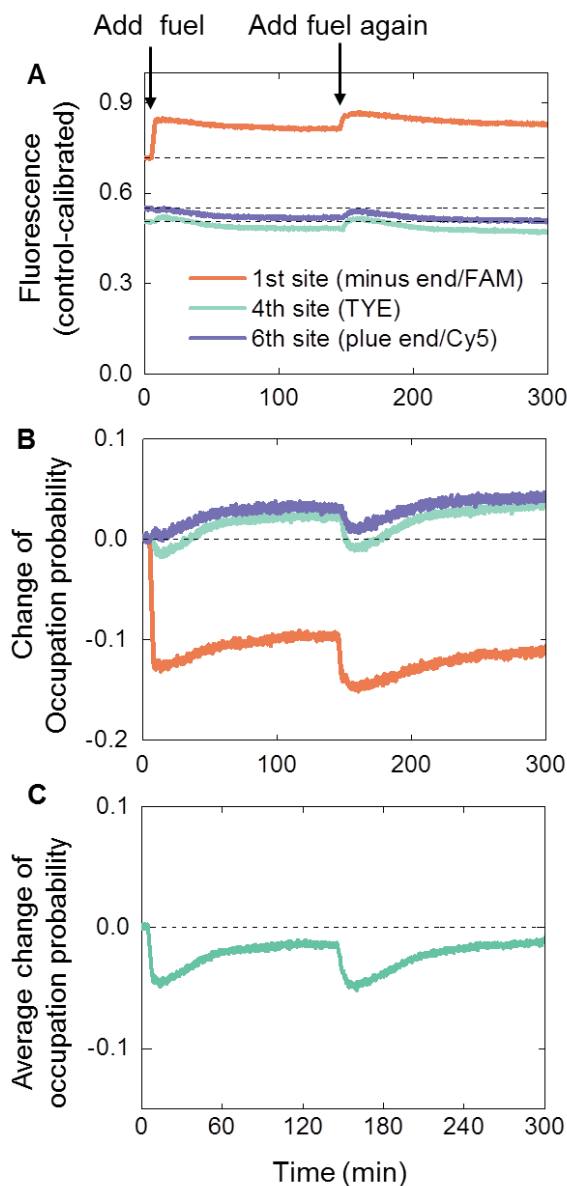 Add fuel
Add fuel again
A
Fluorescence
(control-calibrated)
0.9
0.6
0.3
0.0
1st site (minus end/FAM)
4th site (TYE)
6th site (plue end/Cy5)
0
100
200
300
B
Change of
Occupation probability
0.1
0.0
-0.1
-0.2
0
100
200
300
C
Average change of
occupation probability
0.1
0.0
-0.1
0
60
120
180
240
300
Time (min)